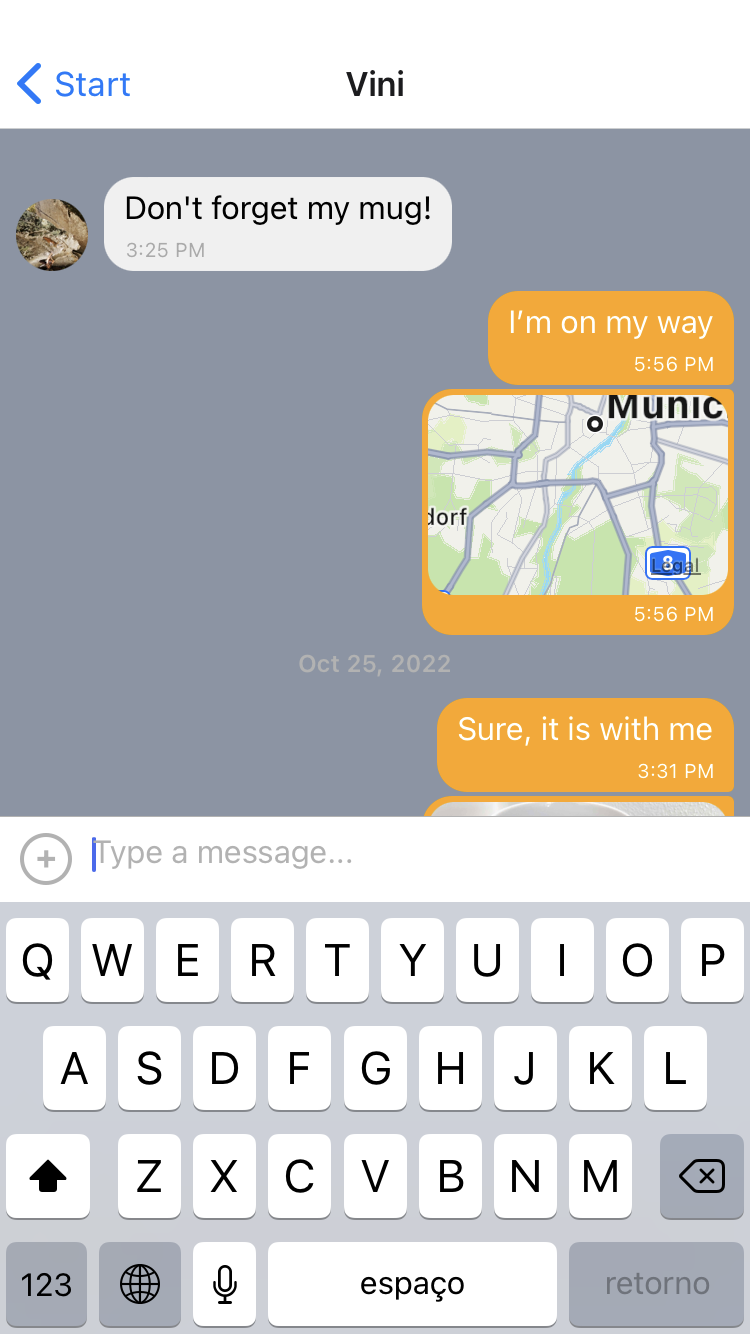 Start
Vini
Don't forget my mug!
3:25 PM
I’m on my way
5:56 PM
Munic
dorf
8
Legal
5:56 PM
Oct 25, 2022
Sure, it is with me
3:31 PM
Type a message...
Q W E R T Y U I O P
A S D F G H J K L
Z X C V B N M
123 espaço retorno